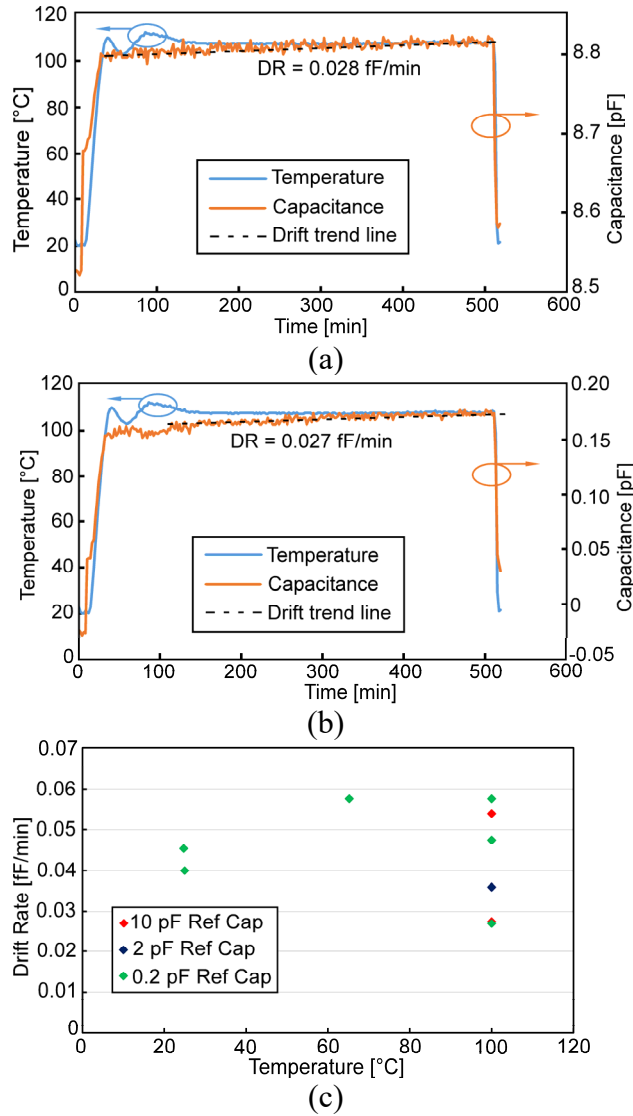 120
100
80
60
40
20
0
Temperature [°C]
8.8
8.7
8.6
8.5
Capacitance [pF]
DR = 0.028 fF/min
Temperature
Capacitance
Drift trend line
0 100 200 300 400 500 600
Time [min]
(a)
120
100
80
60
40
20
0
Temperature [°C]
0.20
0.15
0.10
0.05
0
-0.05
Capacitance [pF]
DR = 0.027 fF/min
Temperature
Capacitance
Drift trend line
0 100 200 300 400 500 600
Time [min]
(b)
0.07
0.06
0.05
0.04
0.03
0.02
0.01
0
Drift Rate [fF/min]
10 pF Ref Cap
2 pF Ref Cap
0.2 pF Ref Cap
0 20 40 60 80 100 120
Temperature [°C]
(c)